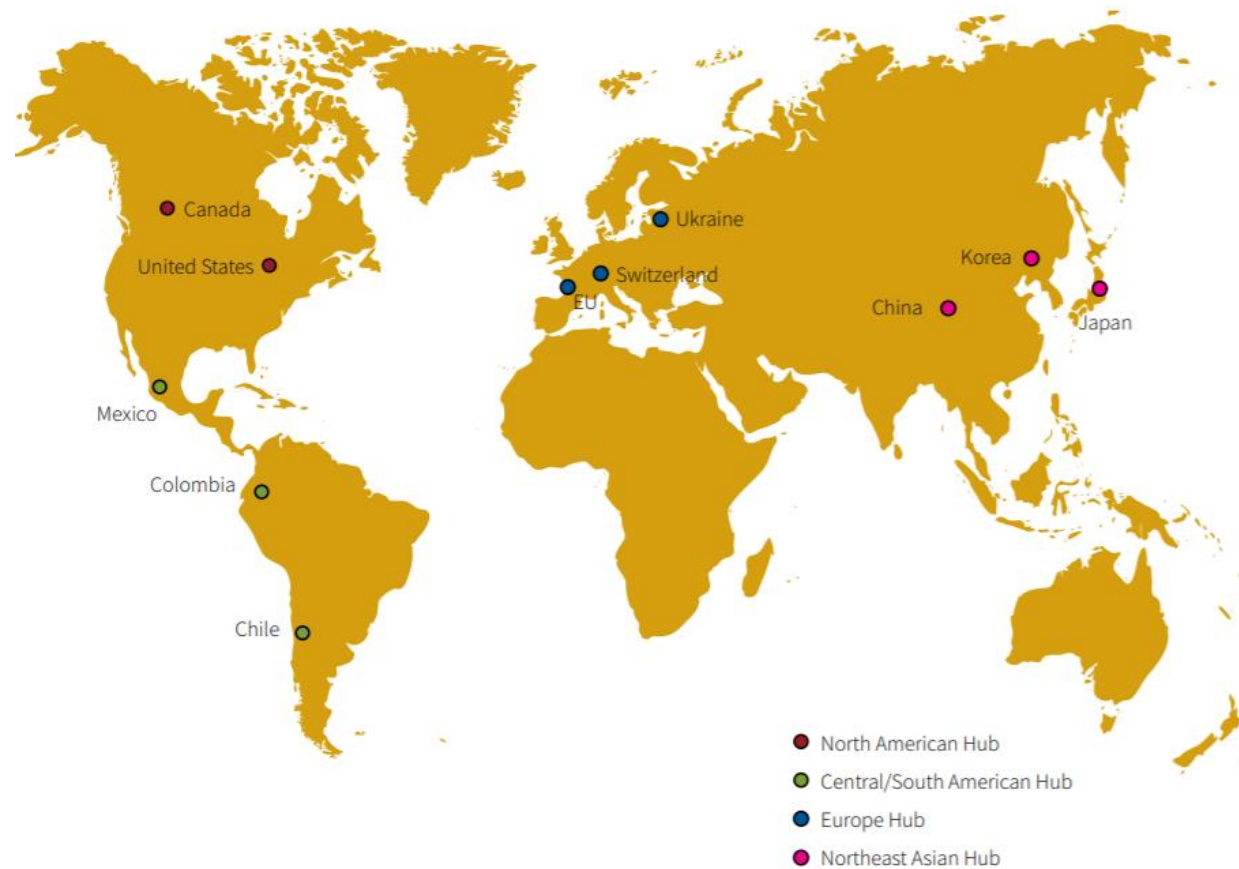 Canada
Ukraine
Korea
United States
Switzerland
EU
China
Japan
Mexico
Colombia
Chile
North American Hub
Central/South American Hub
Europe Hub
Northeast Asian Hub